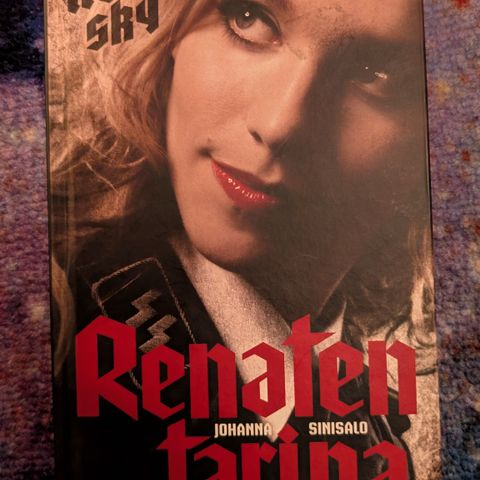 sky
Renaten
JOHANNA SINISALO
tarina